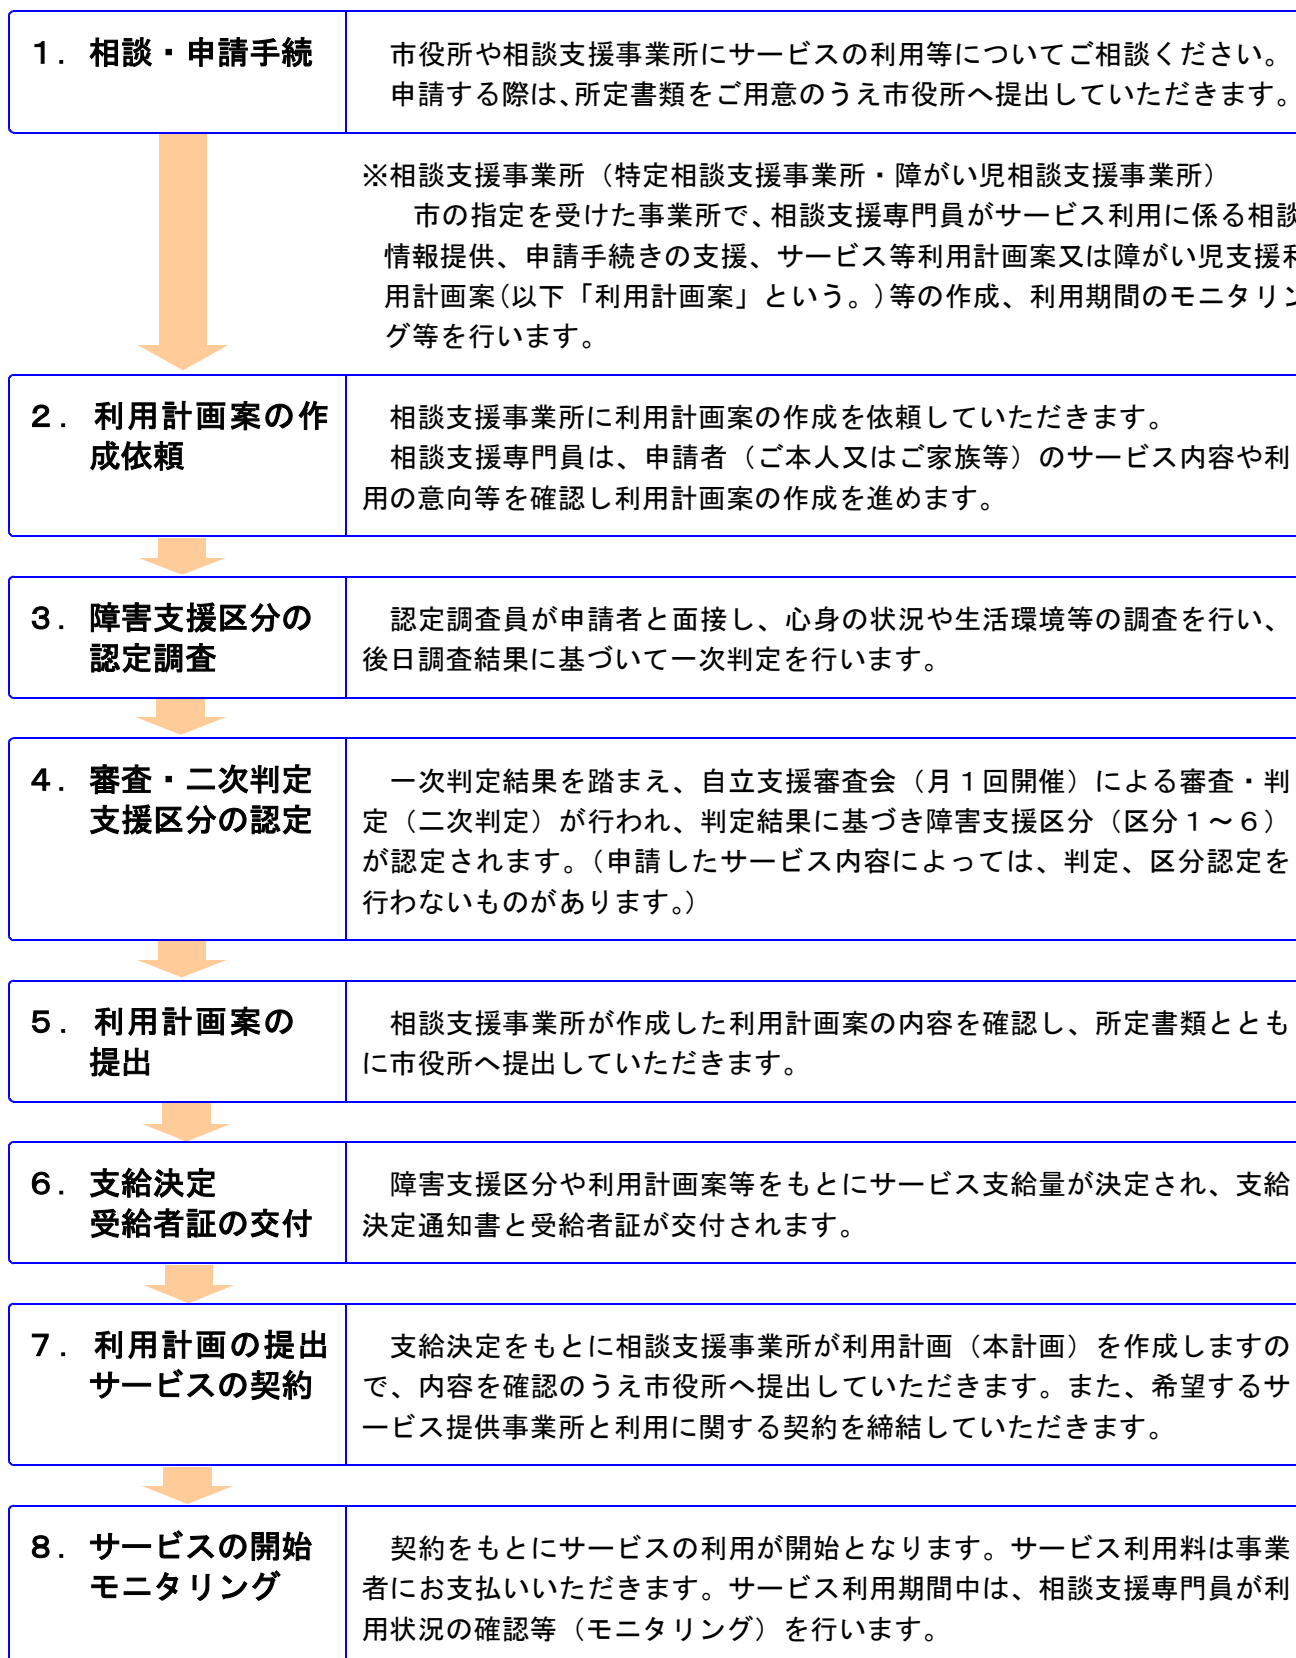 １．相談・申請手続
市役所や相談支援事業所にサービスの利用等についてご相談ください。
申請する際は、所定書類をご用意のうえ市役所へ提出していただきます。
※相談支援事業所（特定相談支援事業所・障がい児相談支援事業所）
市の指定を受けた事業所で、相談支援専門員がサービス利用に係る相談
情報提供、申請手続きの支援、サービス等利用計画案又は障がい児支援利
用計画案(以下「利用計画案」という。)等の作成、利用期間のモニタリン
グ等を行います。
２．利用計画案の作
成依頼
相談支援事業所に利用計画案の作成を依頼していただきます。
相談支援専門員は、申請者（ご本人又はご家族等）のサービス内容や利
用の意向等を確認し利用計画案の作成を進めます。
３．障害支援区分の
認定調査
認定調査員が申請者と面接し、心身の状況や生活環境等の調査を行い、
後日調査結果に基づいて一次判定を行います。
４．審査・二次判定
支援区分の認定
一次判定結果を踏まえ、自立支援審査会（月１回開催）による審査・判
定（二次判定）が行われ、判定結果に基づき障害支援区分（区分１～６）
が認定されます。（申請したサービス内容によっては、判定、区分認定を
行わないものがあります。）
５．利用計画案の
提出
相談支援事業所が作成した利用計画案の内容を確認し、所定書類ととも
に市役所へ提出していただきます。
６．支給決定
受給者証の交付
障害支援区分や利用計画案等をもとにサービス支給量が決定され、支給
決定通知書と受給者証が交付されます。
７．利用計画の提出
サービスの契約
支給決定をもとに相談支援事業所が利用計画（本計画）を作成しますの
で、内容を確認のうえ市役所へ提出していただきます。また、希望するサ
ービス提供事業所と利用に関する契約を締結していただきます。
８．サービスの開始
モニタリング
契約をもとにサービスの利用が開始となります。サービス利用料は事業
者にお支払いいただきます。サービス利用期間中は、相談支援専門員が利
用状況の確認等（モニタリング）を行います。